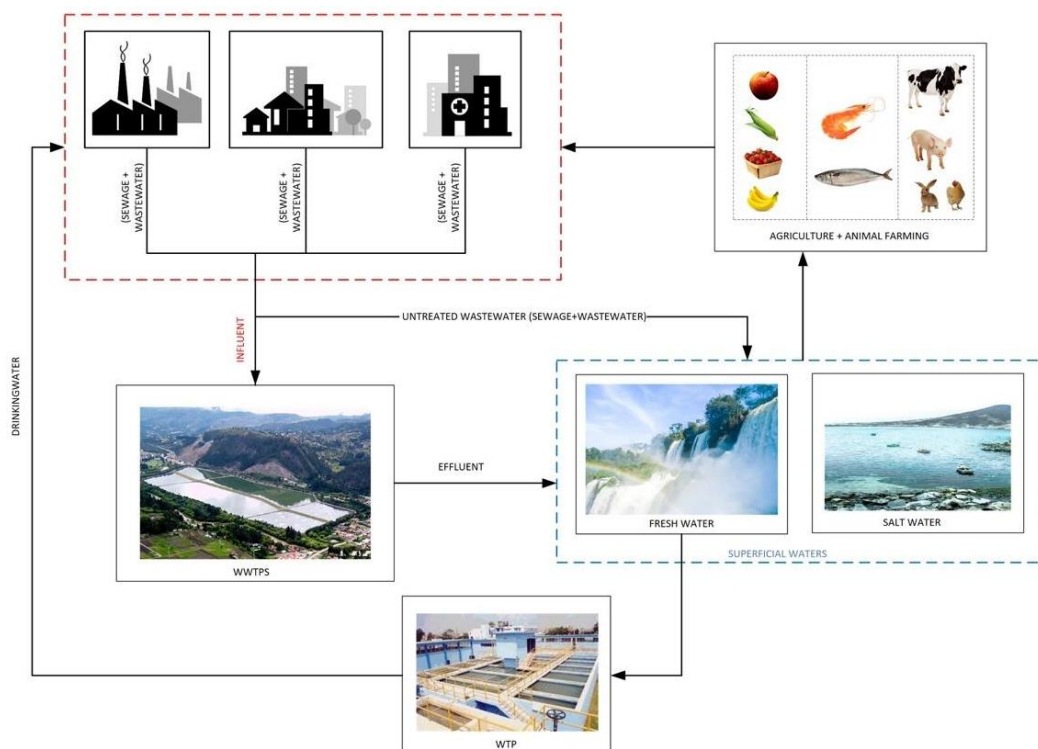 (SEWAGE +
WASTEWATER)
(SEWAGE +
WASTEWATER)
(SEWAGE +
WASTEWATER)
AGRICULTURE + ANIMAL FARMING
UNTREATED WASTEWATER (SEWAGE+WASTEWATER)
INFLUENT
DRINKINGWATER
EFFLUENT
FRESH WATER
SALT WATER
SUPERFICIAL WATERS
WWTPS
WTP